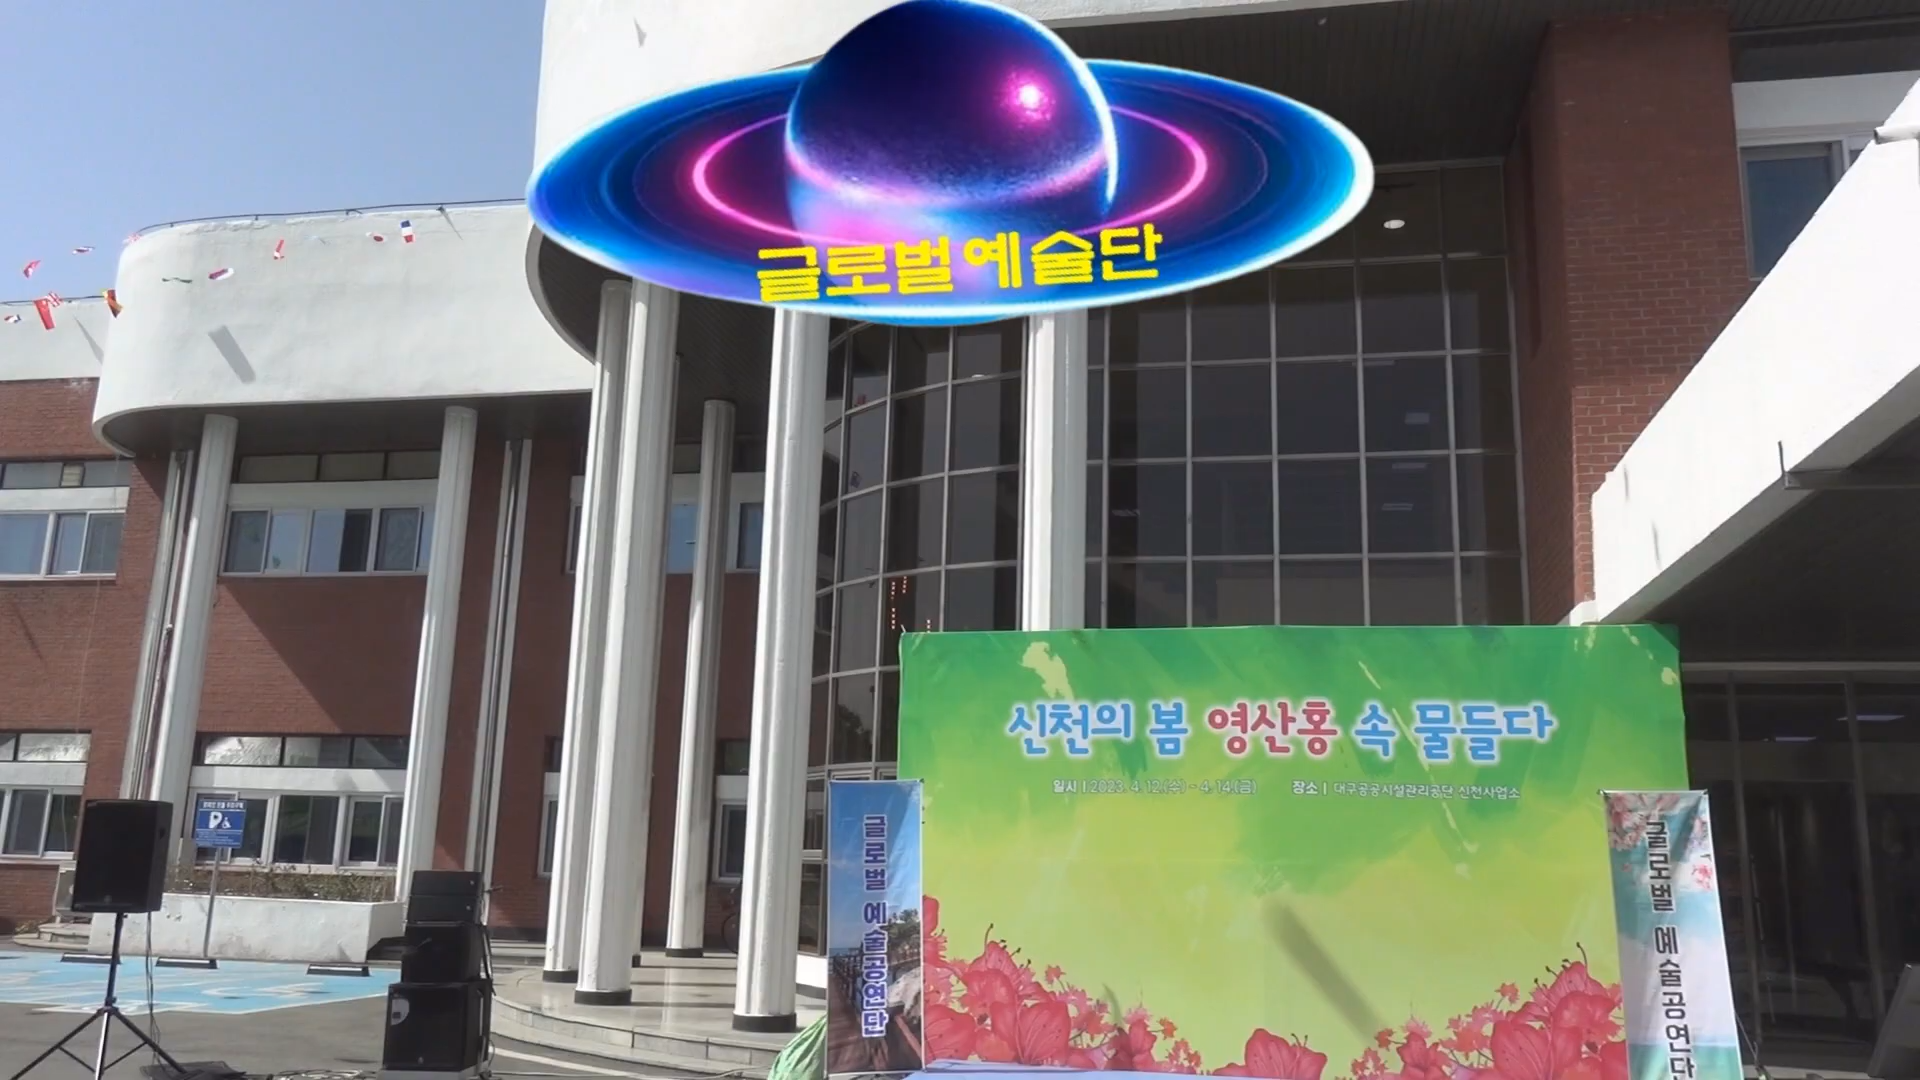 글로벌예술단
신천의 봄 영산홍 속 물들다
일시 | 2023. 4. 12.(수) - 4. 14.(금) 장소 | 대구공공시설관리공단 신천사업소
글로벌 예술공연단
글로벌 예술공연단